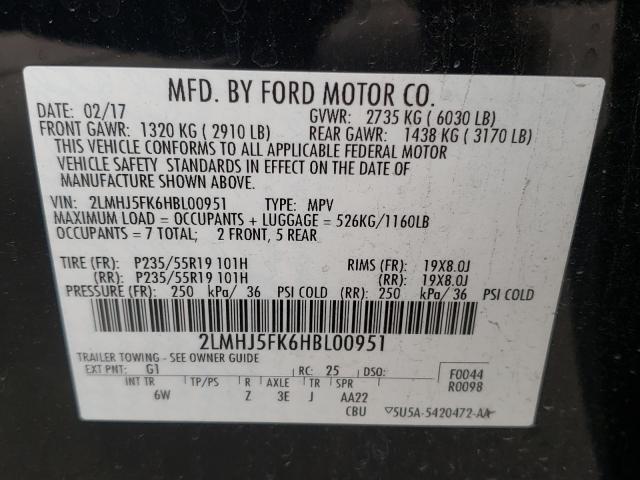 MFD. BY FORD MOTOR CO.
DATE: 02/17 GVWR: 2735 KG ( 6030 LB)
FRONT GAWR: 1320 KG ( 2910 LB) REAR GAWR: 1438 KG ( 3170 LB)
THIS VEHICLE CONFORMS TO ALL APPLICABLE FEDERAL MOTOR
VEHICLE SAFETY STANDARDS IN EFFECT ON THE DATE OF
MANUFACTURE SHOWN ABOVE.
VIN: 2LMHJ5FK6HBL00951 TYPE: MPV
MAXIMUM LOAD = OCCUPANTS + LUGGAGE = 526KG/1160LB
OCCUPANTS = 7 TOTAL; 2 FRONT, 5 REAR
TIRE (FR): P235/55R19 101H RIMS (FR): 19X8.0J
(RR): P235/55R19 101H (RR): 19X8.0J
PRESSURE (FR): 250 kPa/ 36 PSI COLD (RR): 250 kPa/ 36 PSI COLD
2LMHJ5FK6HBL00951
TRAILER TOWING - SEE OWNER GUIDE
EXT PNT: G1 RC: 25 DSO: F0044
INT TR TP/PS R AXLE TR SPR R0098
6W Z 3E J AA22
CBU 5U5A-5420472-AA